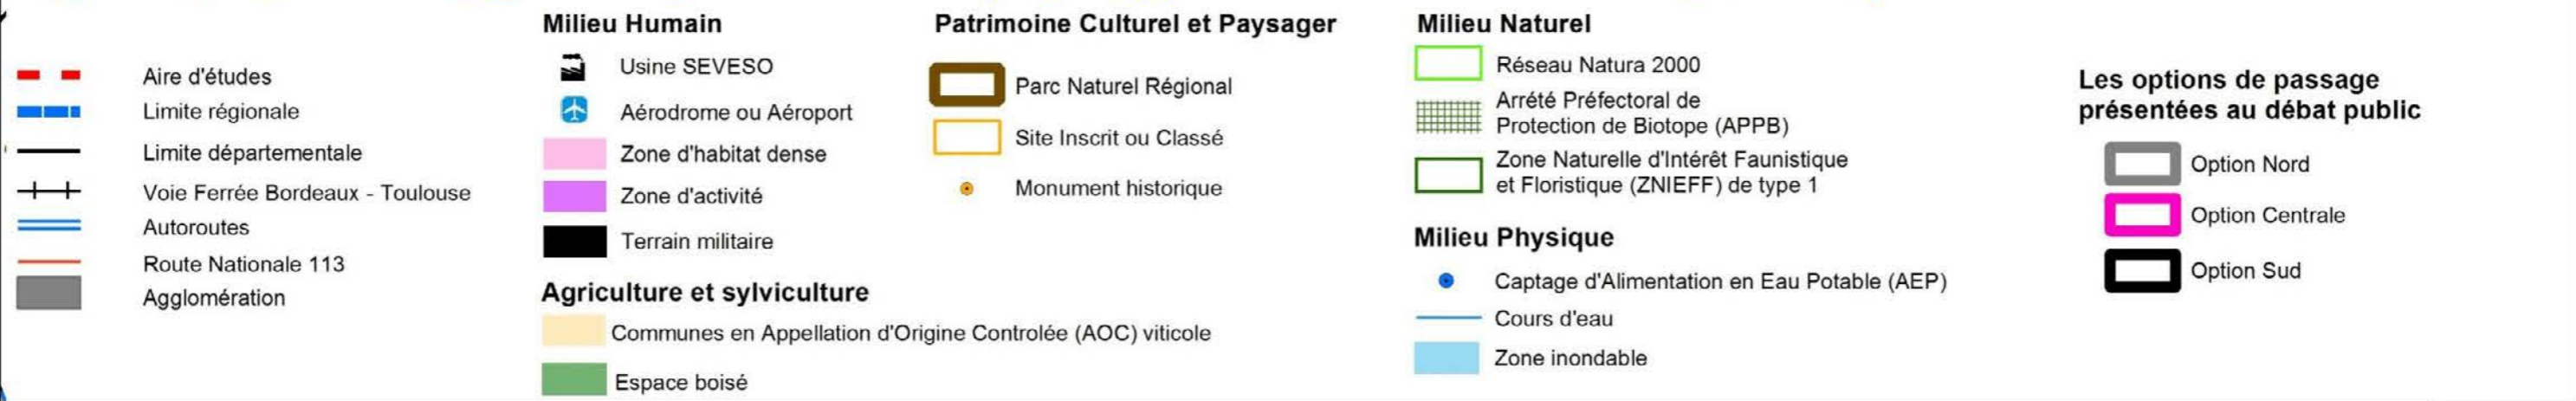 Aire d'études
Limite régionale
Limite départementale
Voie Ferrée Bordeaux - Toulouse
Autoroutes
Route Nationale 113
Agglomération
Milieu Humain
Usine SEVESO
Aérodrome ou Aéroport
Zone d'habitat dense
Zone d'activité
Terrain militaire
Agriculture et sylviculture
Communes en Appellation d'Origine Controlée (AOC) viticole
Espace boisé
Patrimoine Culturel et Paysager
Parc Naturel Régional
Site Inscrit ou Classé
Monument historique
Milieu Naturel
Réseau Natura 2000
Arrété Préfectoral de
Protection de Biotope (APPB)
Zone Naturelle d'Intérêt Faunistique
et Floristique (ZNIEFF) de type 1
Milieu Physique
Captage d'Alimentation en Eau Potable (AEP)
Cours d'eau
Zone inondable
Les options de passage
présentées au débat public
Option Nord
Option Centrale
Option Sud